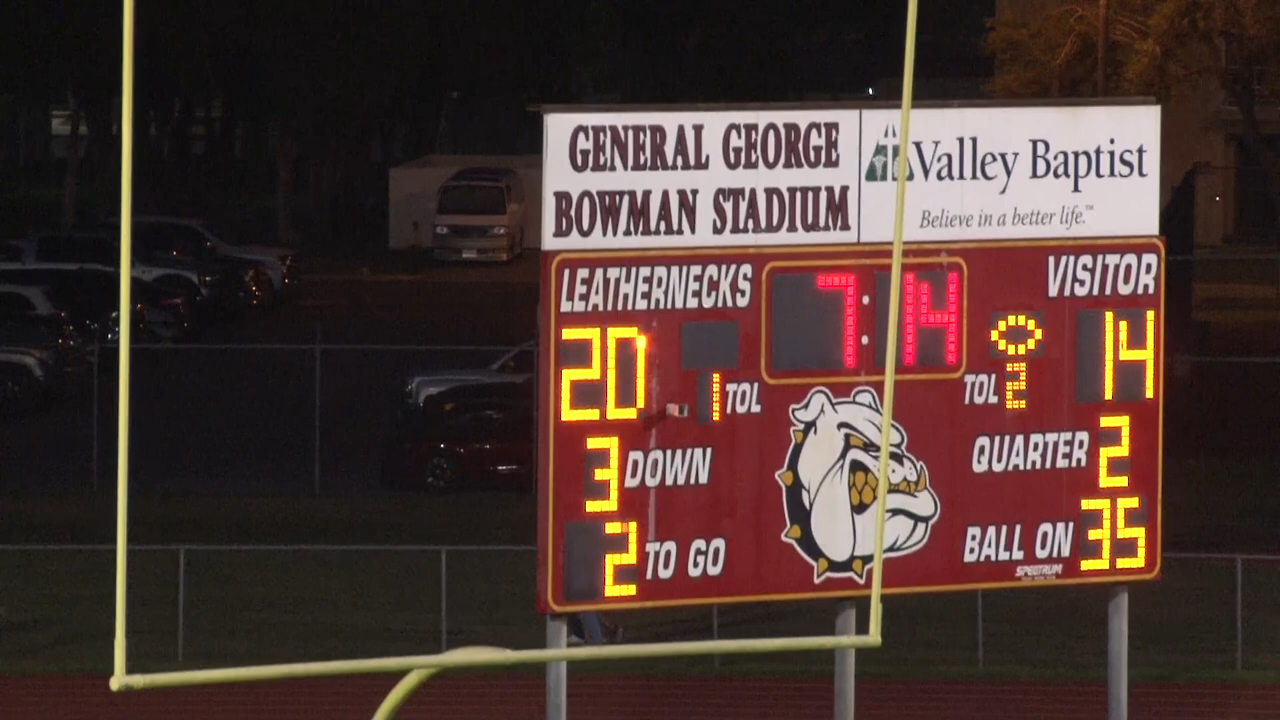 GENERAL GEORGE
BOWMAN STADIUM
Valley Baptist
Believe in a better life.™
LEATHERNECKS
VISITOR
7:14
20
14
1 TOL
TOL 2
3 DOWN
QUARTER 2
2 TO GO
BALL ON 35
SPECTRUM